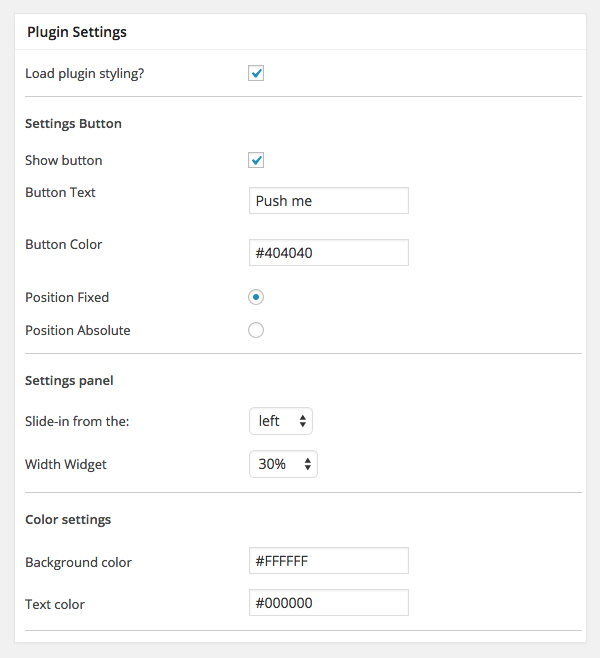 Plugin Settings
Load plugin styling?
Settings Button
Show button
Button Text Push me
Button Color #404040
Position Fixed
Position Absolute
Settings panel
Slide-in from the: left
Width Widget 30%
Color settings
Background color #FFFFFF
Text color #000000